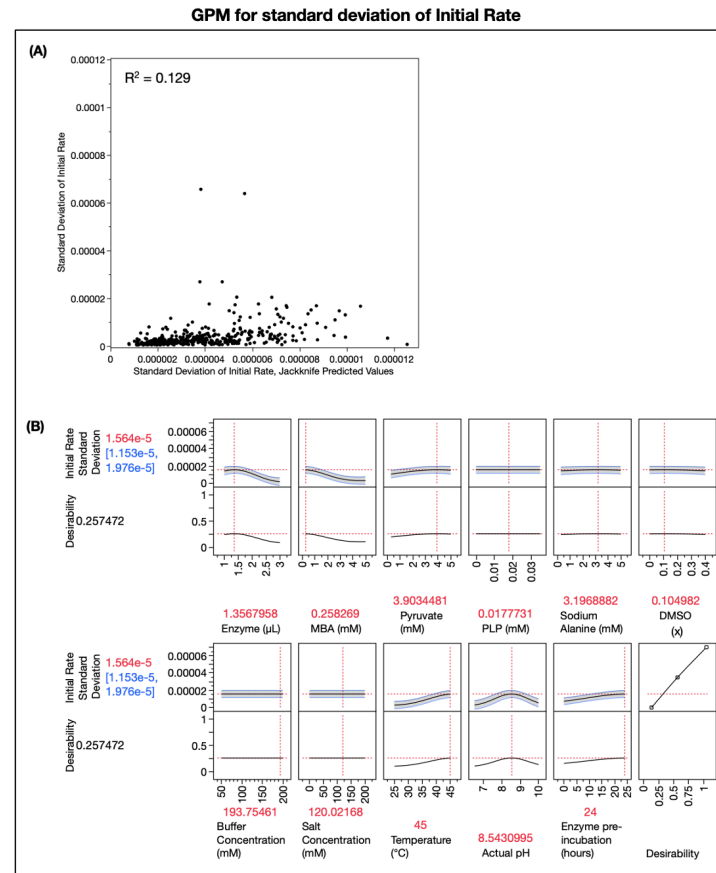 GPM for standard deviation of Initial Rate
(A)
R² = 0.129
Standard Deviation of Initial Rate
0.00012
0.0001
0.00008
0.00006
0.00004
0.00002
0
0 0.000002 0.000004 0.000006 0.000008 0.00001 0.000012
Standard Deviation of Initial Rate, Jackknife Predicted Values
(B)
Initial Rate
Standard
Deviation
1.564e-5
[1.153e-5,
1.976e-5]
0.00006
0.00004
0.00002
0
Desirability
0.257472
1
0.5
0
1 1.5 2 2.5 3
0 1 2 3 4 5
0 1 2 3 4 5
0 0.01 0.02 0.03
0 1 2 3 4 5
0 0.1 0.2 0.3 0.4
1.3567958
Enzyme (µL)
0.258269
MBA (mM)
3.9034481
Pyruvate
(mM)
0.0177731
PLP (mM)
3.1968882
Sodium
Alanine (mM)
0.104982
DMSO
(x)
Initial Rate
Standard
Deviation
1.564e-5
[1.153e-5,
1.976e-5]
0.00006
0.00004
0.00002
0
Desirability
0.257472
1
0.5
0
50 100 150 200
0 50 100 150 200
25 30 35 40 45
7 8 9 10
0 5 10 15 20 25
0 0.25 0.75 1
193.75461
Buffer
Concentration
(mM)
120.02168
Salt
Concentration
(mM)
45
Temperature
(°C)
8.5430995
Actual pH
24
Enzyme pre-
incubation
(hours)
Desirability